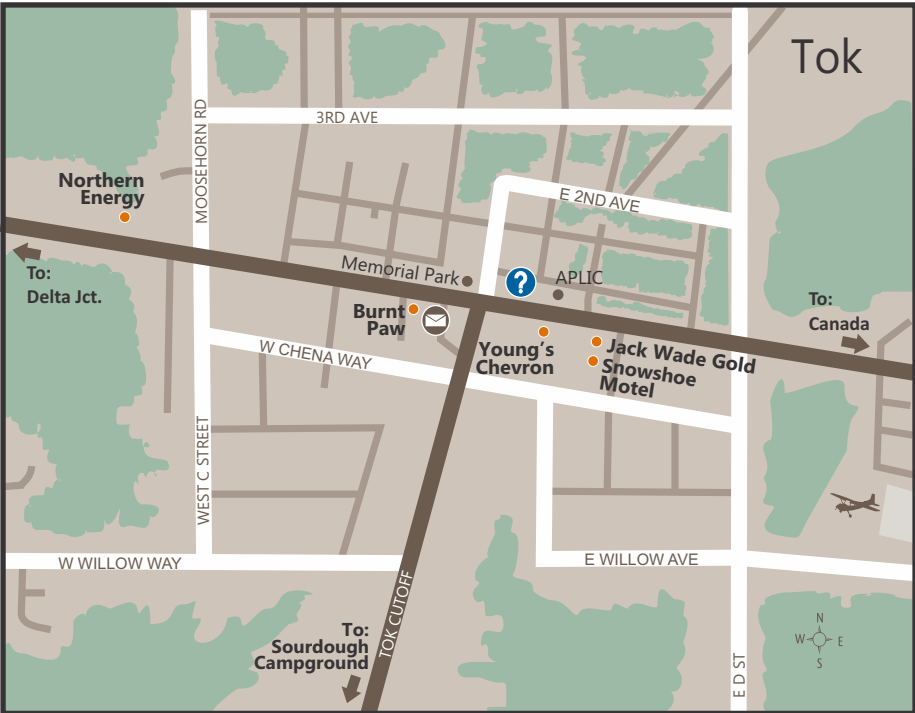 Tok
MOOSEHORN RD
3RD AVE
Northern
Energy
E 2ND AVE
To:
Delta Jct.
Memorial Park
?
APLIC
To:
Canada
Burnt
Paw
Young's
Chevron
Jack Wade Gold
Snowshoe
Motel
W CHENA WAY
WEST C STREET
W WILLOW WAY
E WILLOW AVE
TOK CUTOFF
To:
Sourdough
Campground
E D ST
N
W E
S